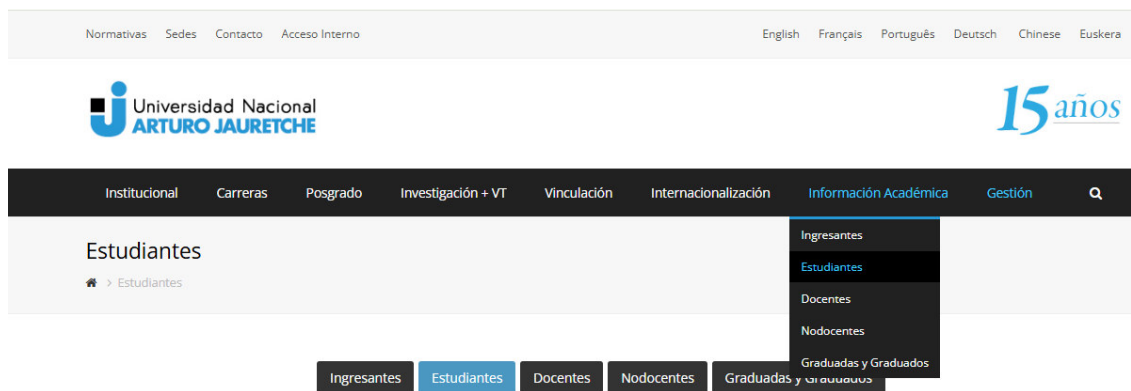 Normativas Sedes Contacto Acceso Interno English Français Português Deutsch Chinese Euskera
Universidad Nacional
ARTURO JAURETCHE
15 años
Institucional Carreras Posgrado Investigación + VT Vinculación Internacionalización Información Académica Gestión
Estudiantes
> Estudiantes
Ingresantes
Estudiantes
Docentes
Nodocentes
Graduadas y Graduados
Ingresantes Estudiantes Docentes Nodocentes Graduadas y Graduados